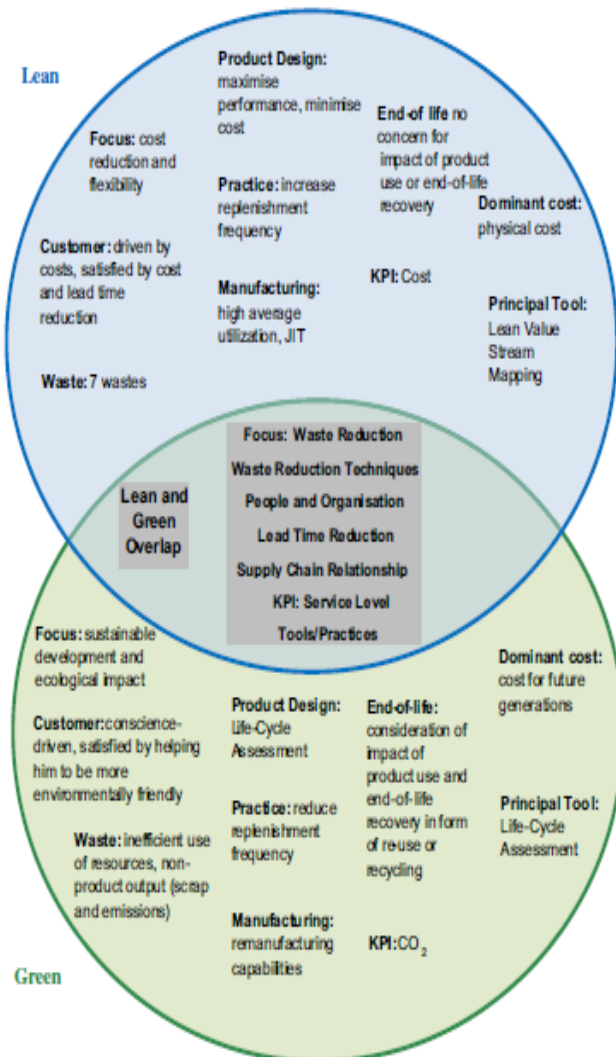 Lean
Product Design:
maximise
performance, minimise
cost
End-of life no
concern for
impact of product
use or end-of-life
recovery
Focus: cost
reduction and
flexibility
Practice: increase
replenishment
frequency
Dominant cost:
physical cost
Customer: driven by
costs, satisfied by cost
and lead time
reduction
Manufacturing:
high average
utilization, JIT
KPI: Cost
Principal Tool:
Lean Value
Stream
Mapping
Waste: 7 wastes
Lean and
Green
Overlap
Focus: Waste Reduction
Waste Reduction Techniques
People and Organisation
Lead Time Reduction
Supply Chain Relationship
KPI: Service Level
Tools/Practices
Focus: sustainable
development and
ecological impact
Dominant cost:
cost for future
generations
Customer:conscience-
driven, satisfied by helping
him to be more
environmentally friendly
Product Design:
Life-Cycle
Assessment
End-of-life:
consideration of
impact of
product use and
end-of-life
recovery in form
of re-use or
recycling
Practice: reduce
replenishment
frequency
Principal Tool:
Life-Cycle
Assessment
Waste: inefficient use
of resources, non-
product output (scrap
and emissions)
Manufacturing:
remanufacturing
capabilities
KPI:CO₂
Green